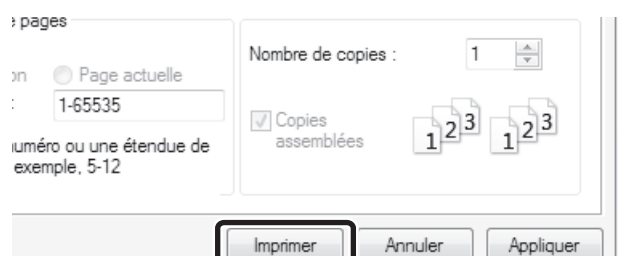 e pages
Nombre de copies : 1
on Page actuelle
: 1-65535
Copies
assemblées
1 2 3 1 2 3
numéro ou une étendue de
exemple, 5-12
Imprimer Annuler Appliquer